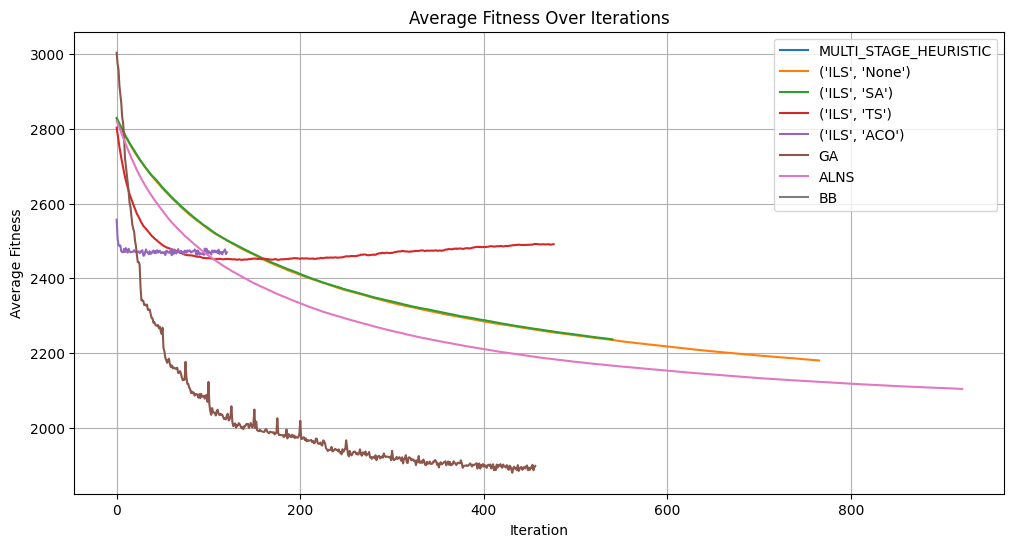 Average Fitness Over Iterations
3000
2800
2600
2400
2200
2000
Average Fitness
0
200
400
600
800
Iteration
MULTI_STAGE_HEURISTIC
('ILS', 'None')
('ILS', 'SA')
('ILS', 'TS')
('ILS', 'ACO')
GA
ALNS
BB